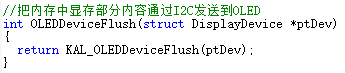 //把内存中显存部分内容通过I2C发送到OLED
int OLEDDeviceFlush(struct DisplayDevice *ptDev)
{
  return KAL_OLEDDeviceFlush(ptDev);
}